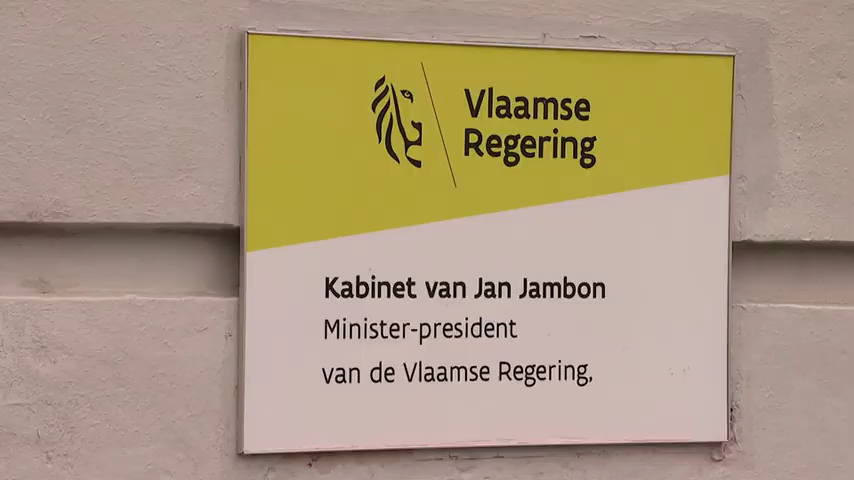 Vlaamse
Regering
Kabinet van Jan Jambon
Minister-president
van de Vlaamse Regering,